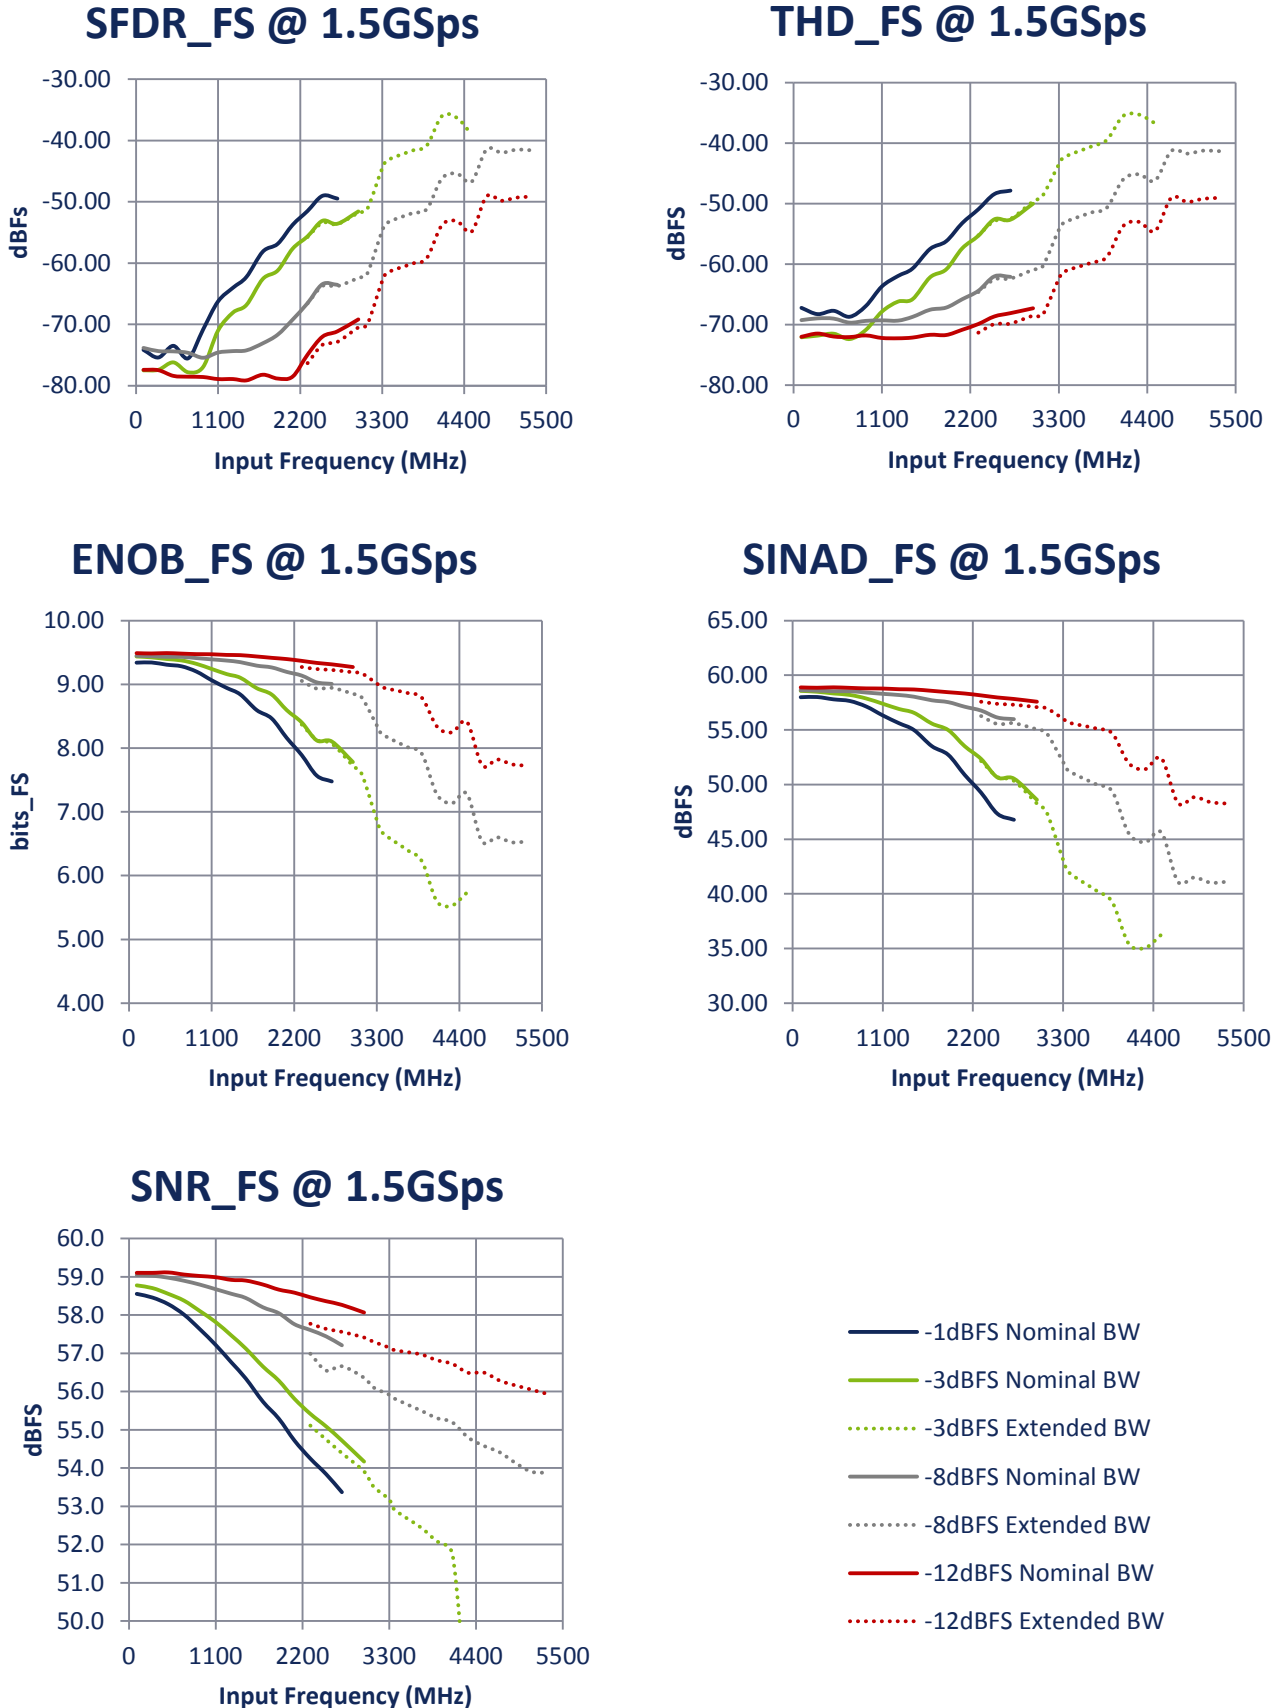 SFDR_FS @ 1.5GSps
-30.00
-40.00
-50.00
-60.00
-70.00
-80.00
dBFs
0 1100 2200 3300 4400 5500
Input Frequency (MHz)
THD_FS @ 1.5GSps
-30.00
-40.00
-50.00
-60.00
-70.00
-80.00
dBFS
0 1100 2200 3300 4400 5500
Input Frequency (MHz)
ENOB_FS @ 1.5GSps
10.00
9.00
8.00
7.00
6.00
5.00
4.00
bits_FS
0 1100 2200 3300 4400 5500
Input Frequency (MHz)
SINAD_FS @ 1.5GSps
65.00
60.00
55.00
50.00
45.00
40.00
35.00
30.00
dBFS
0 1100 2200 3300 4400 5500
Input Frequency (MHz)
SNR_FS @ 1.5GSps
60.0
59.0
58.0
57.0
56.0
55.0
54.0
53.0
52.0
51.0
50.0
dBFS
0 1100 2200 3300 4400 5500
Input Frequency (MHz)
-1dBFS Nominal BW
-3dBFS Nominal BW
-3dBFS Extended BW
-8dBFS Nominal BW
-8dBFS Extended BW
-12dBFS Nominal BW
-12dBFS Extended BW